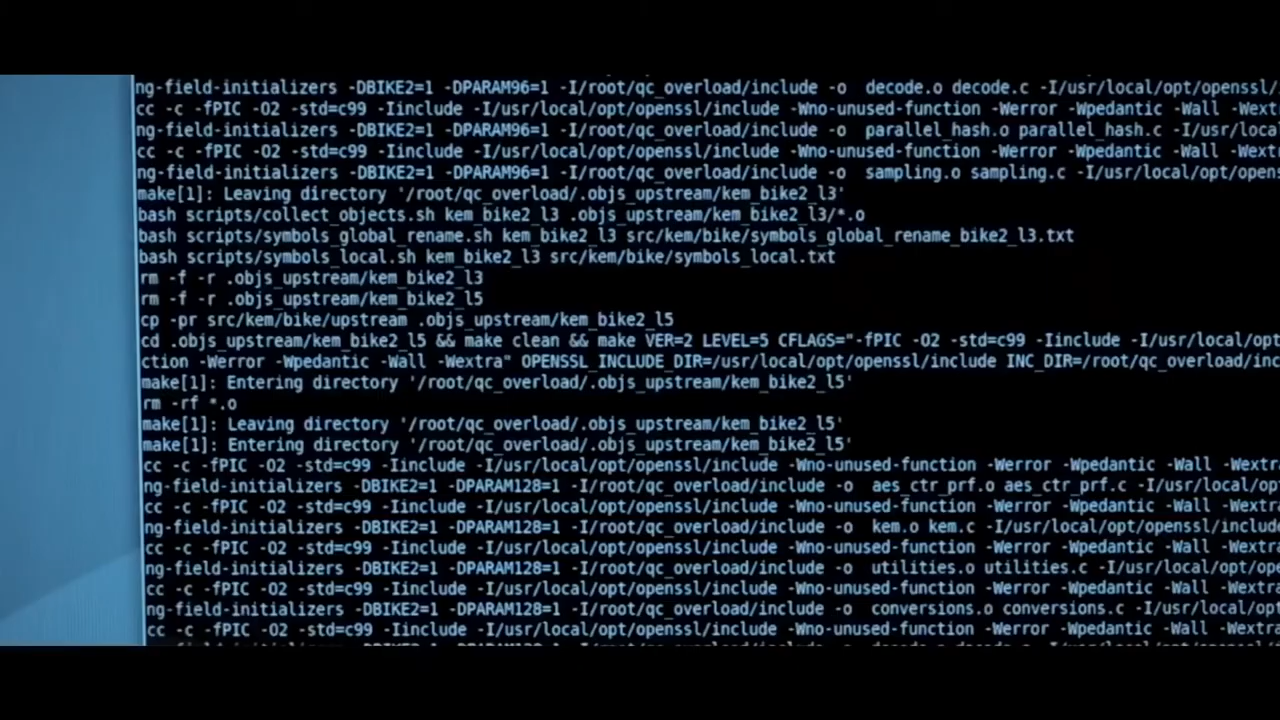 ng-field-initializers -DBIKE2=1 -DPARAM96=1 -I/root/qc_overload/include -o  decode.o decode.c -I/usr/local/opt/openssl/
cc -c -fPIC -O2 -std=c99 -Iinclude -I/usr/local/opt/openssl/include -Wno-unused-function -Werror -Wpedantic -Wall -Wext
ng-field-initializers -DBIKE2=1 -DPARAM96=1 -I/root/qc_overload/include -o  parallel_hash.o parallel_hash.c -I/usr/loca
cc -c -fPIC -O2 -std=c99 -Iinclude -I/usr/local/opt/openssl/include -Wno-unused-function -Werror -Wpedantic -Wall -Wextr
ng-field-initializers -DBIKE2=1 -DPARAM96=1 -I/root/qc_overload/include -o  sampling.o sampling.c -I/usr/local/opt/opens
make[1]: Leaving directory '/root/qc_overload/.objs_upstream/kem_bike2_l3'
bash scripts/collect_objects.sh kem_bike2_l3 .objs_upstream/kem_bike2_l3/*.o
bash scripts/symbols_global_rename.sh kem_bike2_l3 src/kem/bike/symbols_global_rename_bike2_l3.txt
bash scripts/symbols_local.sh kem_bike2_l3 src/kem/bike/symbols_local.txt
rm -f -r .objs_upstream/kem_bike2_l3
rm -f -r .objs_upstream/kem_bike2_l5
cp -pr src/kem/bike/upstream .objs_upstream/kem_bike2_l5
cd .objs_upstream/kem_bike2_l5 && make clean && make VER=2 LEVEL=5 CFLAGS="-fPIC -O2 -std=c99 -Iinclude -I/usr/local/opt
ction -Werror -Wpedantic -Wall -Wextra" OPENSSL_INCLUDE_DIR=/usr/local/opt/openssl/include INC_DIR=/root/qc_overload/inc
make[1]: Entering directory '/root/qc_overload/.objs_upstream/kem_bike2_l5'
rm -rf *.o
make[1]: Leaving directory '/root/qc_overload/.objs_upstream/kem_bike2_l5'
make[1]: Entering directory '/root/qc_overload/.objs_upstream/kem_bike2_l5'
cc -c -fPIC -O2 -std=c99 -Iinclude -I/usr/local/opt/openssl/include -Wno-unused-function -Werror -Wpedantic -Wall -Wextra
ng-field-initializers -DBIKE2=1 -DPARAM128=1 -I/root/qc_overload/include -o  aes_ctr_prf.o aes_ctr_prf.c -I/usr/local/op
cc -c -fPIC -O2 -std=c99 -Iinclude -I/usr/local/opt/openssl/include -Wno-unused-function -Werror -Wpedantic -Wall -Wextra
ng-field-initializers -DBIKE2=1 -DPARAM128=1 -I/root/qc_overload/include -o  kem.o kem.c -I/usr/local/opt/openssl/includ
cc -c -fPIC -O2 -std=c99 -Iinclude -I/usr/local/opt/openssl/include -Wno-unused-function -Werror -Wpedantic -Wall -Wextra
ng-field-initializers -DBIKE2=1 -DPARAM128=1 -I/root/qc_overload/include -o  utilities.o utilities.c -I/usr/local/opt/ope
cc -c -fPIC -O2 -std=c99 -Iinclude -I/usr/local/opt/openssl/include -Wno-unused-function -Werror -Wpedantic -Wall -Wextra
ng-field-initializers -DBIKE2=1 -DPARAM128=1 -I/root/qc_overload/include -o  conversions.o conversions.c -I/usr/local/opt
cc -c -fPIC -O2 -std=c99 -Iinclude -I/usr/local/opt/openssl/include -Wno-unused-function -Werror -Wpedantic -Wall -Wextra